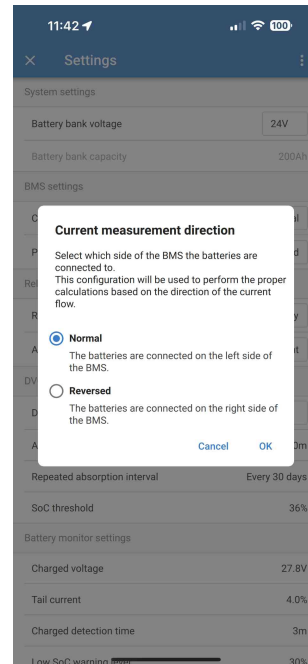 11:42
100
Settings
System settings
Battery bank voltage 24V
Battery bank capacity 200Ah
BMS settings
Current measurement direction
Select which side of the BMS the batteries are
connected to.
This configuration will be used to perform the proper
calculations based on the direction of the current
flow.
Normal
The batteries are connected on the left side of
the BMS.
Reversed
The batteries are connected on the right side of
the BMS.
Cancel OK
Repeated absorption interval Every 30 days
SoC threshold 36%
Battery monitor settings
Charged voltage 27.8V
Tail current 4.0%
Charged detection time 3m
Low SoC warning level 30%